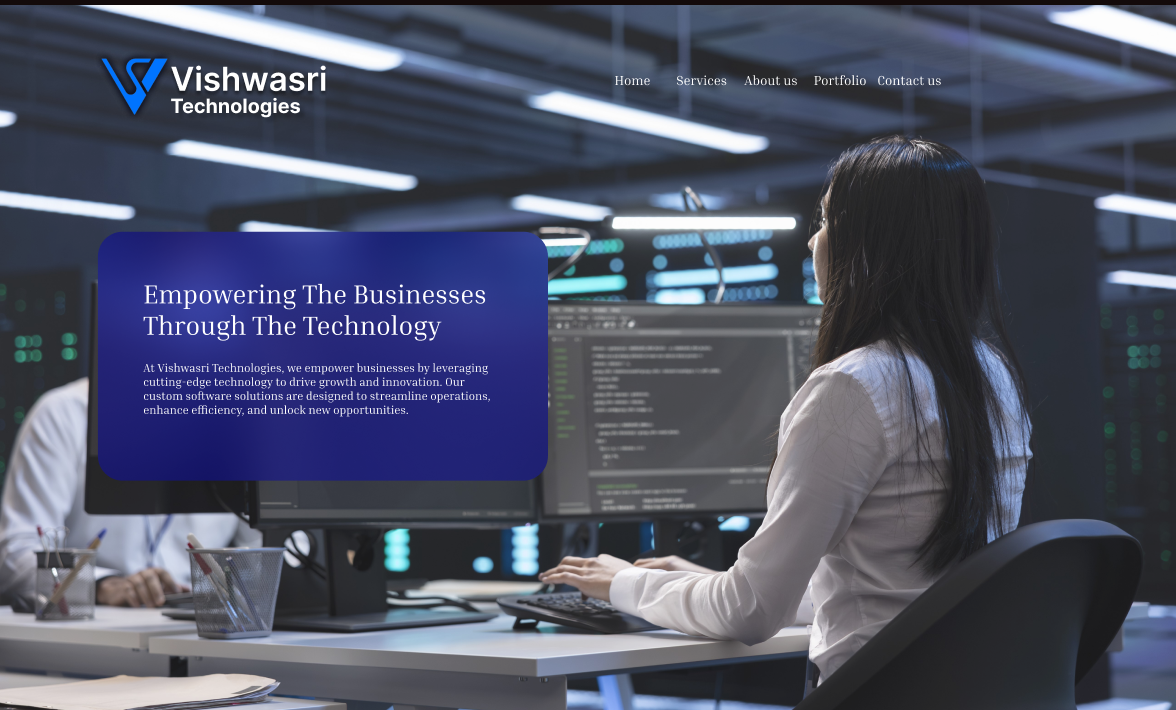 Vishwasri
Technologies
Home Services About us Portfolio Contact us
Empowering The Businesses
Through The Technology
At Vishwasri Technologies, we empower businesses by leveraging
cutting-edge technology to drive growth and innovation. Our
custom software solutions are designed to streamline operations,
enhance efficiency, and unlock new opportunities.